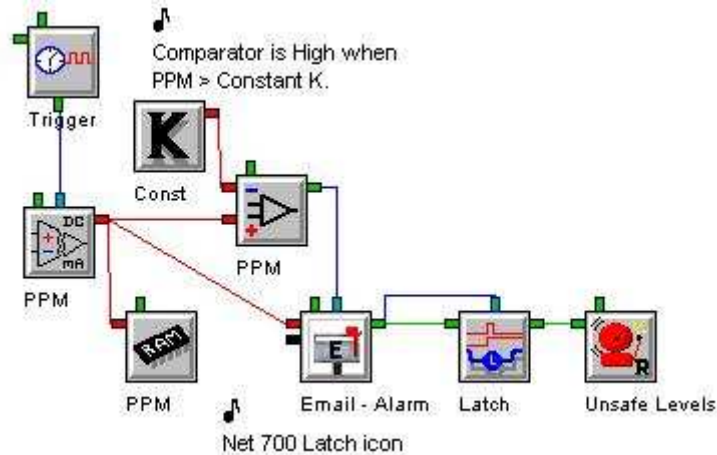 Comparator is High when
PPM > Constant K.
Trigger
K
Const
DC
mA
PPM
PPM
RAM
PPM
E
Email - Alarm
L
Latch
R
Unsafe Levels
Net 700 Latch icon